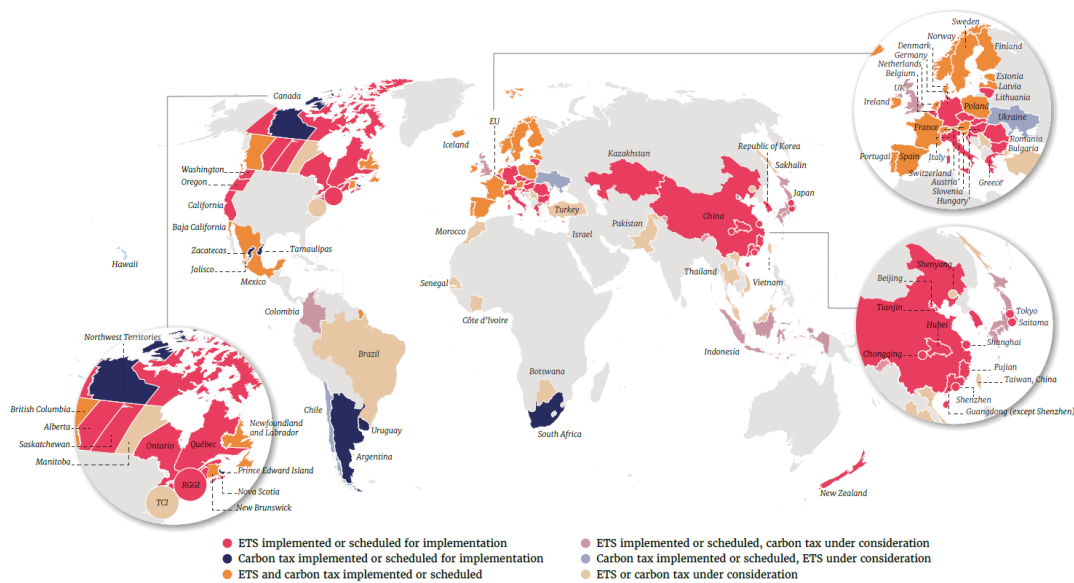 Sweden
Norway
Denmark
Germany
Netherlands
Belgium
UK
Ireland
Finland
Estonia
Latvia
Lithuania
Poland
Ukraine
France
Romania
Bulgaria
Portugal
Spain
Italy
Switzerland
Austria
Slovenia
Hungary
Greece
Canada
EU
Iceland
Washington
Oregon
California
Baja California
Zacatecas
Tamaulipas
Jalisco
Mexico
Hawaii
Kazakhstan
Republic of Korea
Sakhalin
Japan
China
Turkey
Morocco
Israel
Pakistan
Thailand
Vietnam
Senegal
Côte d'Ivoire
Colombia
Brazil
Indonesia
Botswana
South Africa
Chile
Uruguay
Argentina
New Zealand
Northwest Territories
British Columbia
Alberta
Saskatchewan
Manitoba
Ontario
Québec
Newfoundland
and Labrador
Prince Edward Island
Nova Scotia
New Brunswick
RGGI
TCI
Shenyang
Beijing
Tianjin
Hubei
Chongqing
Tokyo
Saitama
Shanghai
Fujian
Taiwan, China
Shenzhen
Guangdong (except Shenzhen)
ETS implemented or scheduled for implementation
Carbon tax implemented or scheduled for implementation
ETS and carbon tax implemented or scheduled
ETS implemented or scheduled, carbon tax under consideration
Carbon tax implemented or scheduled, ETS under consideration
ETS or carbon tax under consideration